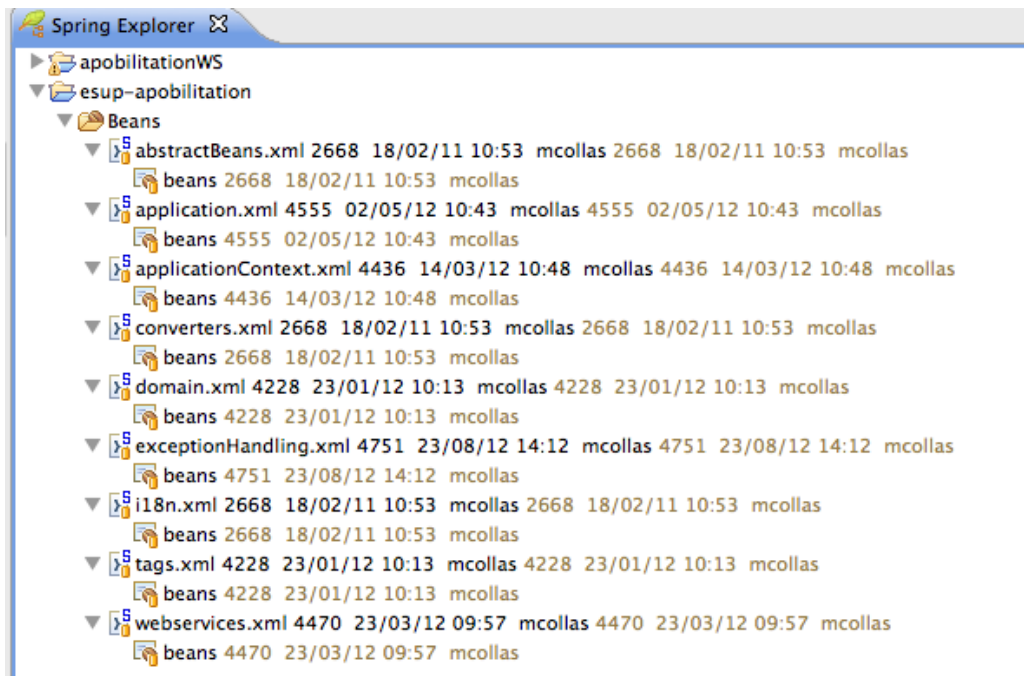 Spring Explorer
apobilitationWS
esup-apobilitation
Beans
abstractBeans.xml 2668 18/02/11 10:53 mcollas 2668 18/02/11 10:53 mcollas
beans 2668 18/02/11 10:53 mcollas
application.xml 4555 02/05/12 10:43 mcollas 4555 02/05/12 10:43 mcollas
beans 4555 02/05/12 10:43 mcollas
applicationContext.xml 4436 14/03/12 10:48 mcollas 4436 14/03/12 10:48 mcollas
beans 4436 14/03/12 10:48 mcollas
converters.xml 2668 18/02/11 10:53 mcollas 2668 18/02/11 10:53 mcollas
beans 2668 18/02/11 10:53 mcollas
domain.xml 4228 23/01/12 10:13 mcollas 4228 23/01/12 10:13 mcollas
beans 4228 23/01/12 10:13 mcollas
exceptionHandling.xml 4751 23/08/12 14:12 mcollas 4751 23/08/12 14:12 mcollas
beans 4751 23/08/12 14:12 mcollas
i18n.xml 2668 18/02/11 10:53 mcollas 2668 18/02/11 10:53 mcollas
beans 2668 18/02/11 10:53 mcollas
tags.xml 4228 23/01/12 10:13 mcollas 4228 23/01/12 10:13 mcollas
beans 4228 23/01/12 10:13 mcollas
webservices.xml 4470 23/03/12 09:57 mcollas 4470 23/03/12 09:57 mcollas
beans 4470 23/03/12 09:57 mcollas